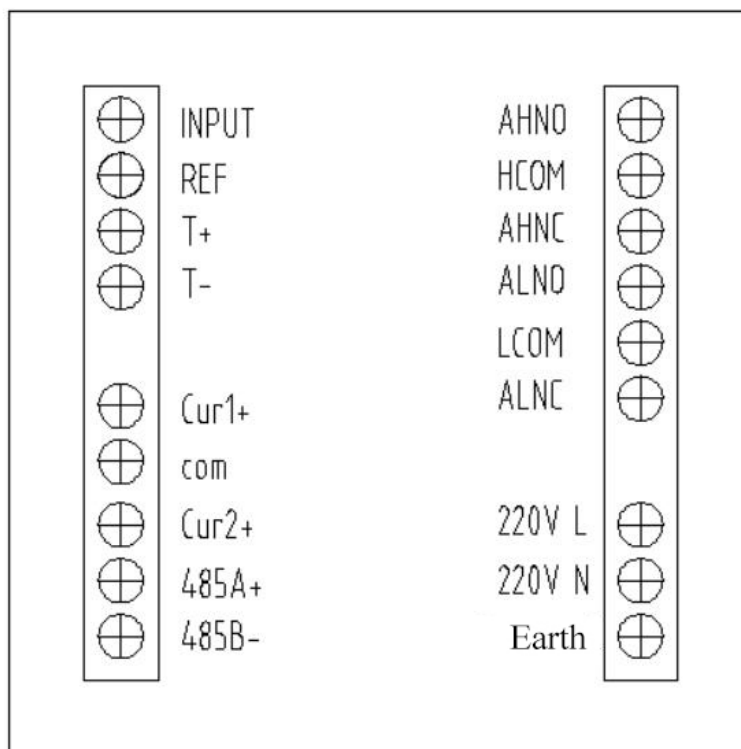 INPUT
REF
T+
T-
Cur1+
com
Cur2+
485A+
485B-
AHNO
HCOM
AHNC
ALNO
LCOM
ALNC
220V L
220V N
Earth